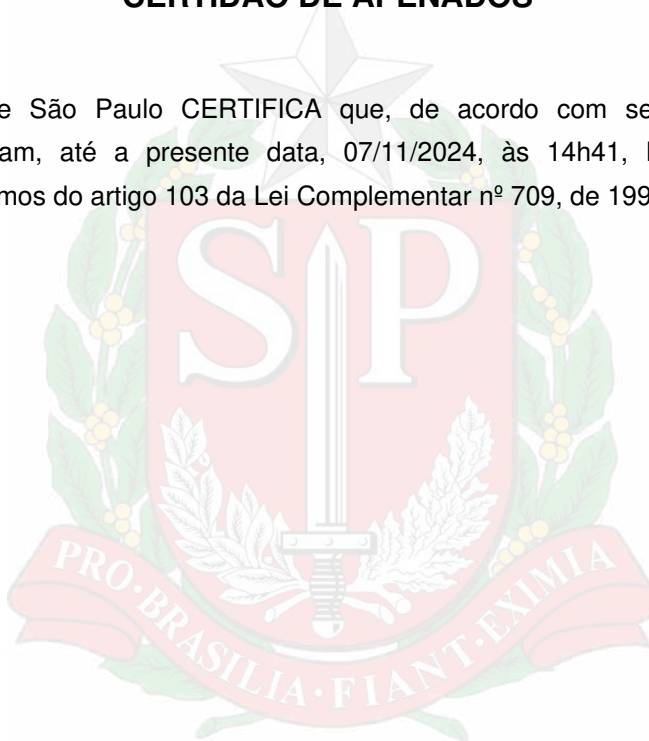 CERTIDÃO DE APENADOS
e São Paulo CERTIFICA que, de acordo com se
am, até a presente data, 07/11/2024, às 14h41,
mos do artigo 103 da Lei Complementar nº 709, de 199
SP
PRO·BRASILIA·FIANT·EXIMIA